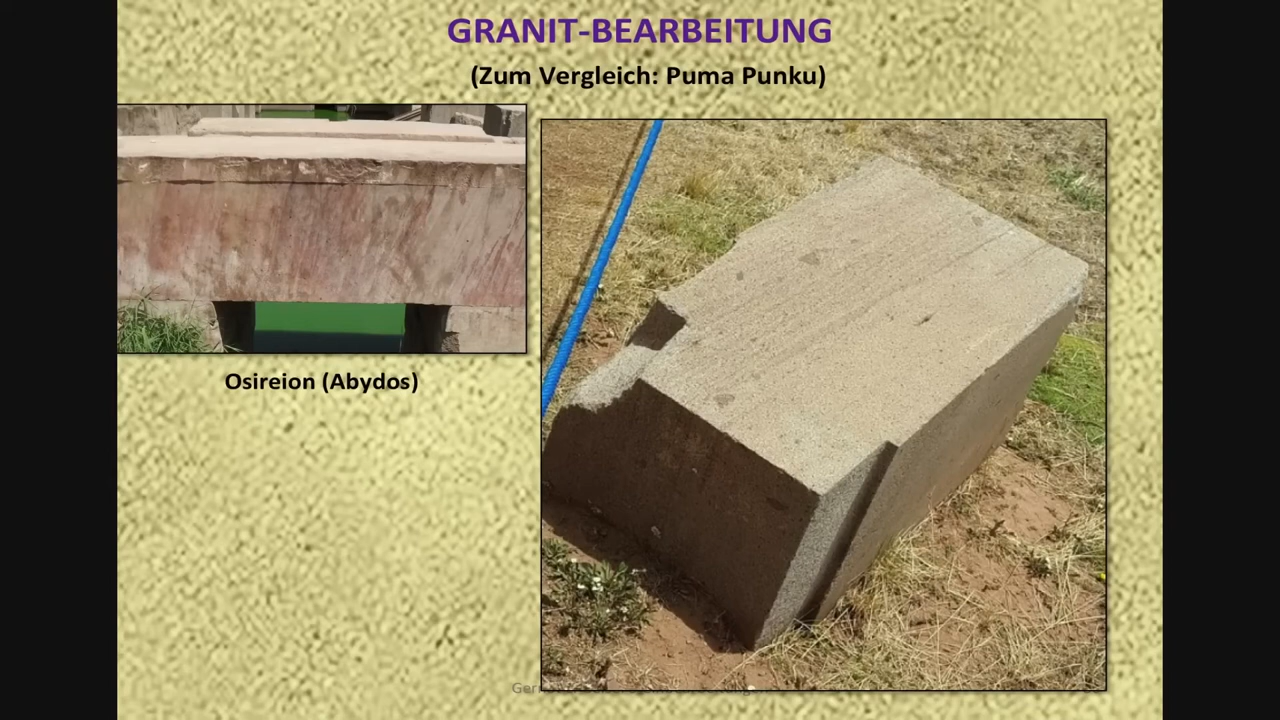 GRANIT-BEARBEITUNG
(Zum Vergleich: Puma Punku)
Osireion (Abydos)